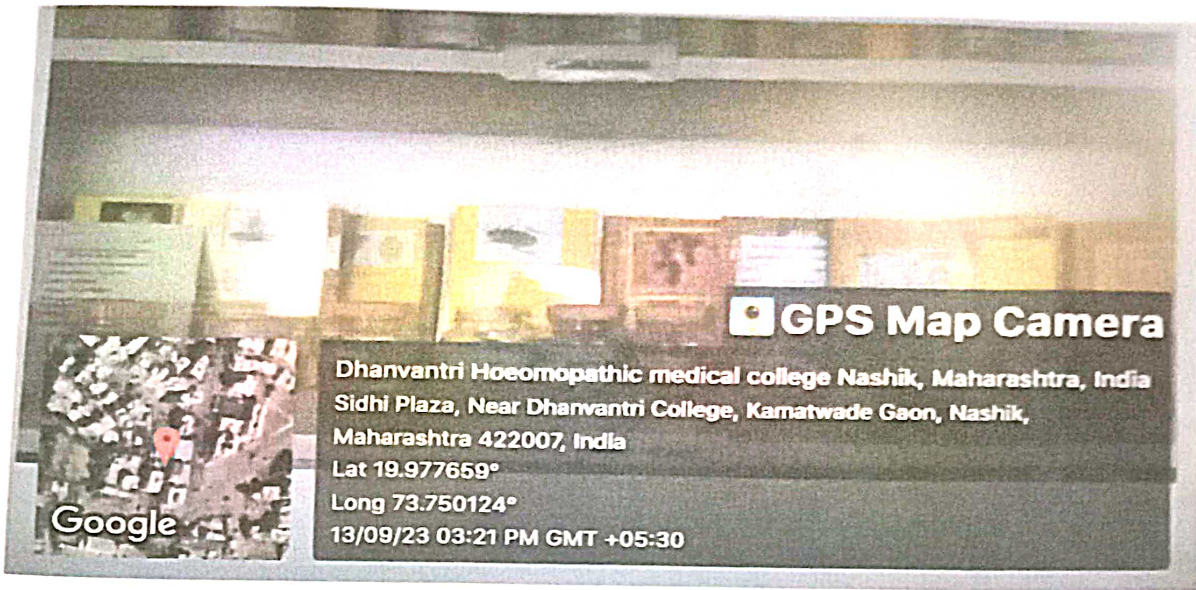 GPS Map Camera
Dhanvantri Hoeomopathic medical college Nashik, Maharashtra, India
Sidhi Plaza, Near Dhanvantri College, Kamatwade Gaon, Nashik,
Maharashtra 422007, India
Lat 19.977659°
Long 73.750124°
13/09/23 03:21 PM GMT +05:30
Google